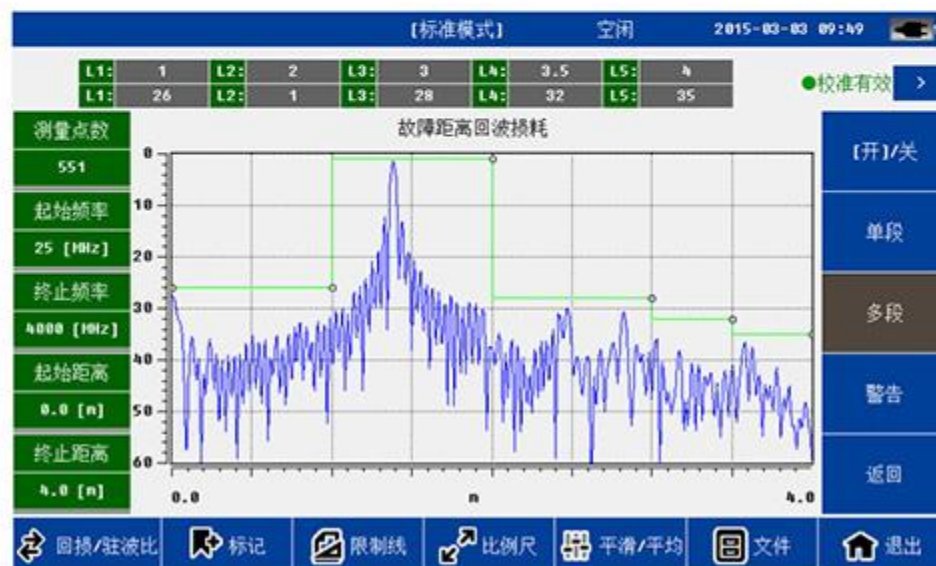 [标准模式] 空闲 2015-03-03 09:49
L1: 1 L2: 2 L3: 3 L4: 3.5 L5: 4
L1: 26 L2: 1 L3: 28 L4: 32 L5: 35
校准有效 >
测量点数
551
起始频率
25 [MHz]
终止频率
4000 [MHz]
起始距离
0.0 [m]
终止距离
4.0 [m]
故障距离回波损耗
0
10
20
30
40
50
60
0.0 m 4.0
[开]/关
单段
多段
警告
返回
回损/驻波比 标记 限制线 比例尺 平滑/平均 文件 退出